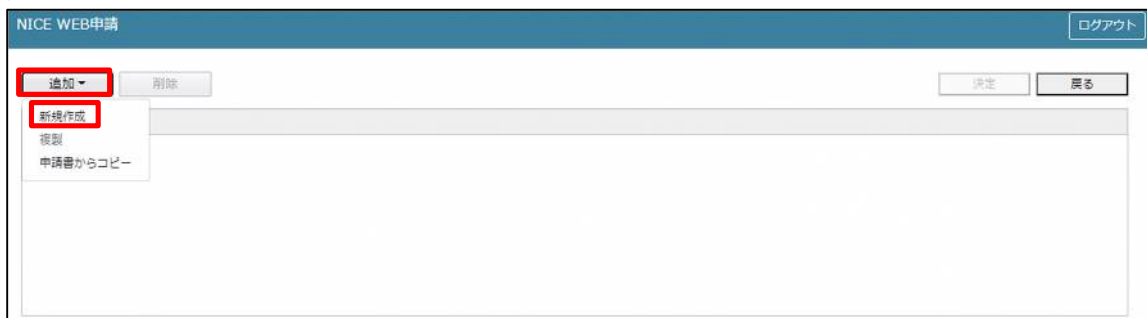 NICE WEB申請
ログアウト
追加▼ 削除 決定 戻る
新規作成
複製
申請書からコピー